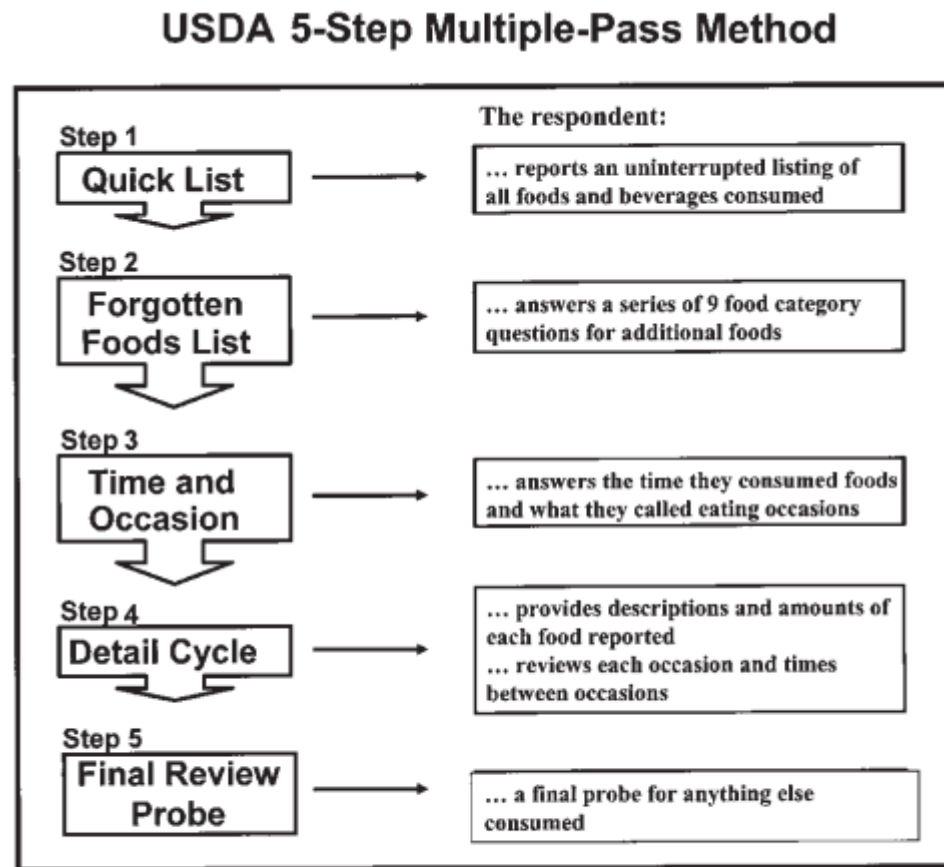 USDA 5-Step Multiple-Pass Method
The respondent:
Step 1
Quick List
... reports an uninterrupted listing of
all foods and beverages consumed
Step 2
Forgotten
Foods List
... answers a series of 9 food category
questions for additional foods
Step 3
Time and
Occasion
... answers the time they consumed foods
and what they called eating occasions
Step 4
Detail Cycle
... provides descriptions and amounts of
each food reported
... reviews each occasion and times
between occasions
Step 5
Final Review
Probe
... a final probe for anything else
consumed